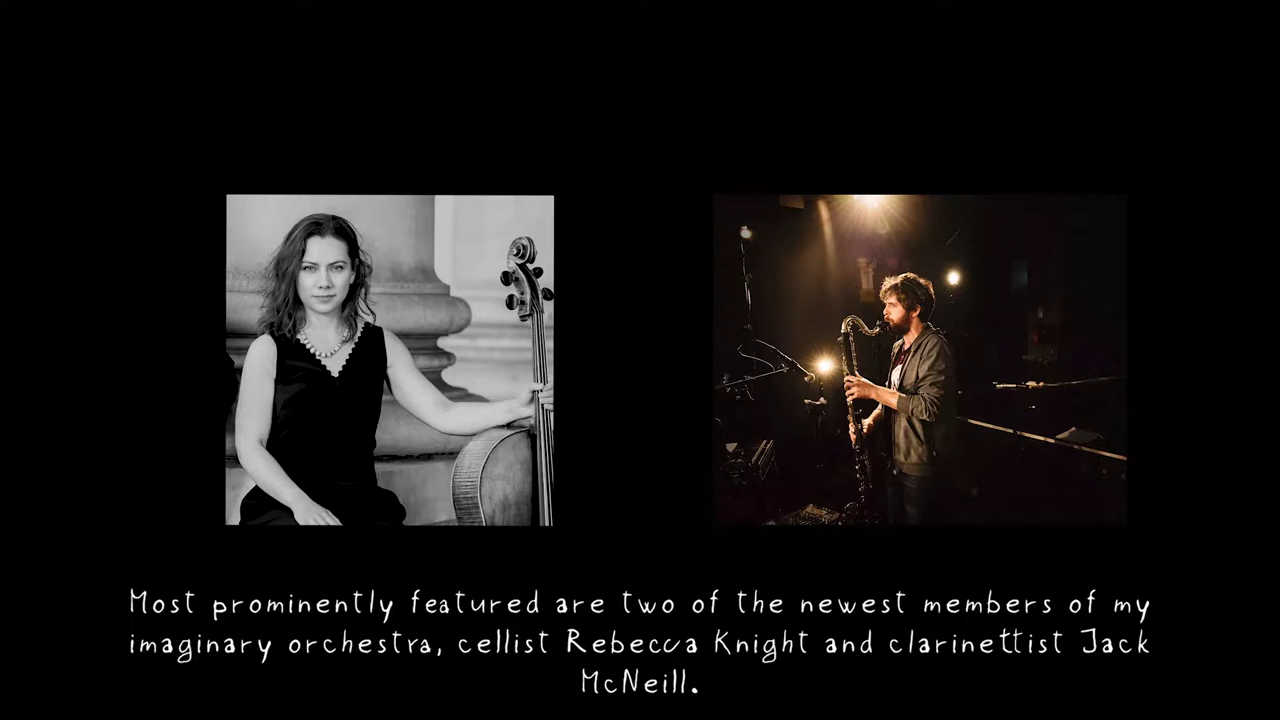 Most prominently featured are two of the newest members of my
imaginary orchestra, cellist Rebecca Knight and clarinettist Jack
McNeill.